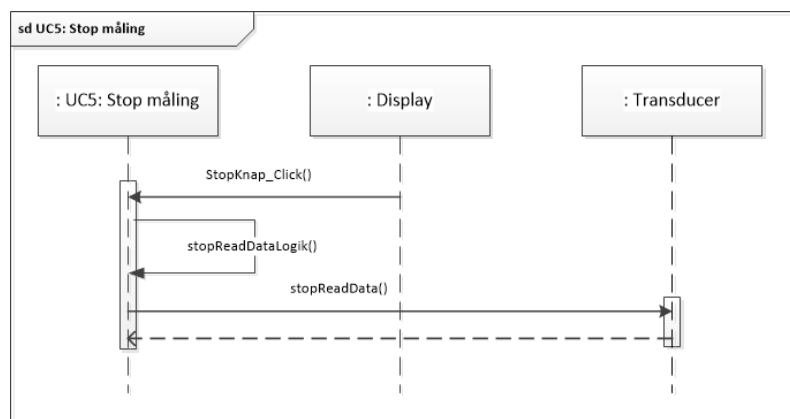 sd UC5: Stop måling
: UC5: Stop måling
: Display
: Transducer
StopKnap_Click()
stopReadDataLogik()
stopReadData()